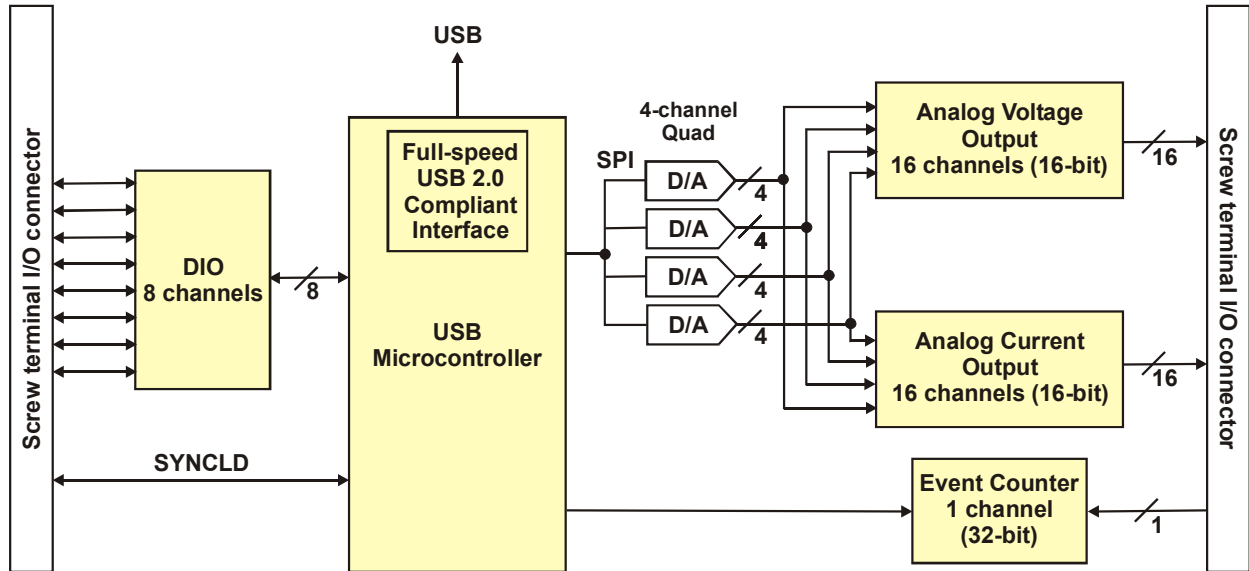 Screw terminal I/O connector
DIO
8 channels
8
SYNCLD
USB
Full-speed
USB 2.0
Compliant
Interface
USB
Microcontroller
4-channel
Quad
SPI
D/A
4
D/A
4
D/A
4
D/A
4
Analog Voltage
Output
16 channels (16-bit)
16
Analog Current
Output
16 channels (16-bit)
16
Event Counter
1 channel
(32-bit)
1
Screw terminal I/O connector